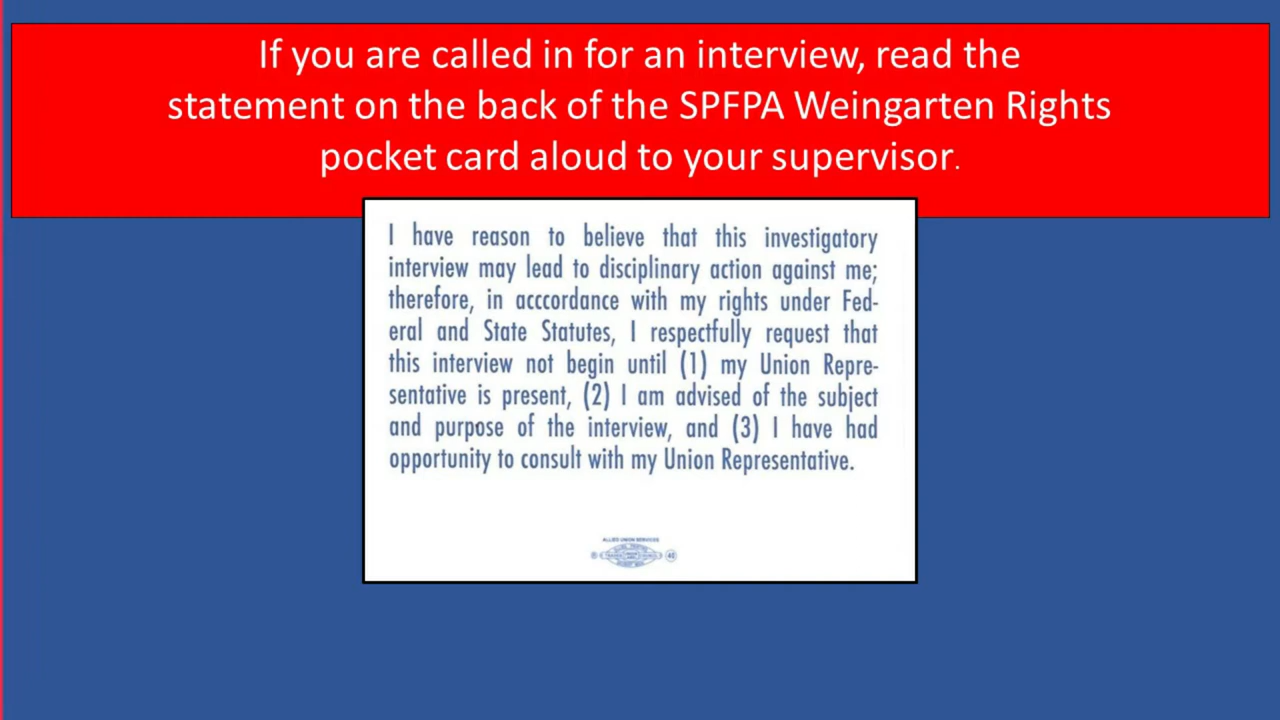 If you are called in for an interview, read the
statement on the back of the SPFPA Weingarten Rights
pocket card aloud to your supervisor.
I have reason to believe that this investigatory
interview may lead to disciplinary action against me;
therefore, in acccordance with my rights under Fed-
eral and State Statutes, I respectfully request that
this interview not begin until (1) my Union Repre-
sentative is present, (2) I am advised of the subject
and purpose of the interview, and (3) I have had
opportunity to consult with my Union Representative.
ALLIED UNION SERVICES